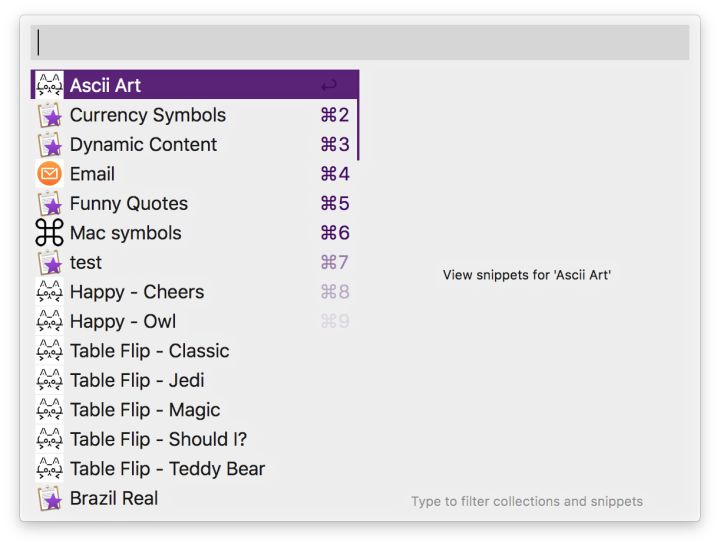 Ascii Art ↩
Currency Symbols ⌘2
Dynamic Content ⌘3
Email ⌘4
Funny Quotes ⌘5
Mac symbols ⌘6
test ⌘7
Happy - Cheers ⌘8
Happy - Owl ⌘9
Table Flip - Classic
Table Flip - Jedi
Table Flip - Magic
Table Flip - Should I?
Table Flip - Teddy Bear
Brazil Real
View snippets for 'Ascii Art'
Type to filter collections and snippets